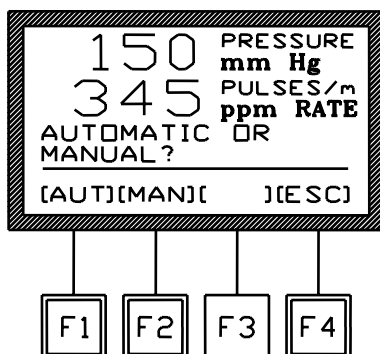 150 PRESSURE
mm Hg
345 PULSES/m
ppm RATE
AUTOMATIC OR
MANUAL?
[AUT][MAN][ ][ESC]
F1 F2 F3 F4